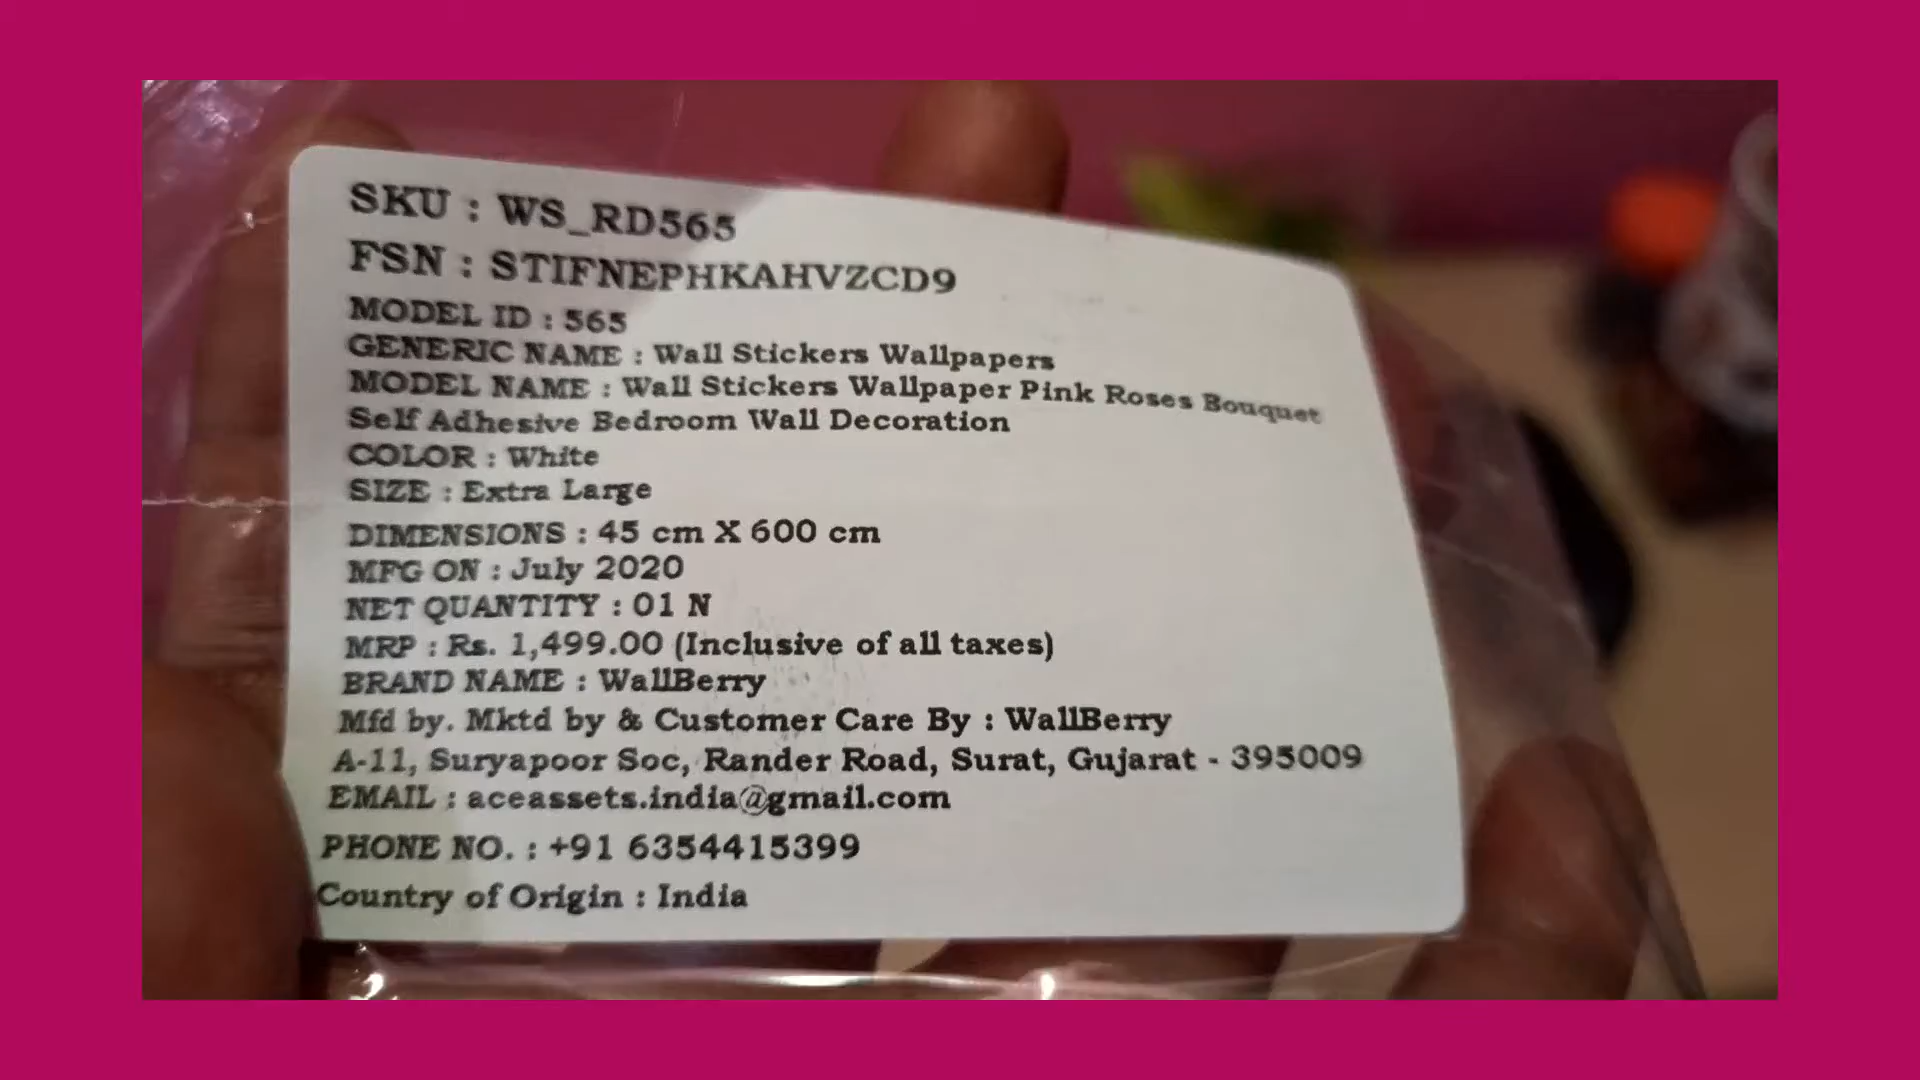 SKU : WS_RD565
FSN : STIFNEPHKAHVZCD9
MODEL ID : 565
GENERIC NAME : Wall Stickers Wallpapers
MODEL NAME : Wall Stickers Wallpaper Pink Roses Bouquet
Self Adhesive Bedroom Wall Decoration
COLOR : White
SIZE : Extra Large
DIMENSIONS : 45 cm X 600 cm
MFG ON : July 2020
NET QUANTITY : 01 N
MRP : Rs. 1,499.00 (Inclusive of all taxes)
BRAND NAME : WallBerry
Mfd by. Mktd by & Customer Care By : WallBerry
A-11, Suryapoor Soc, Rander Road, Surat, Gujarat - 395009
EMAIL : aceassets.india@gmail.com
PHONE NO. : +91 6354415399
Country of Origin : India